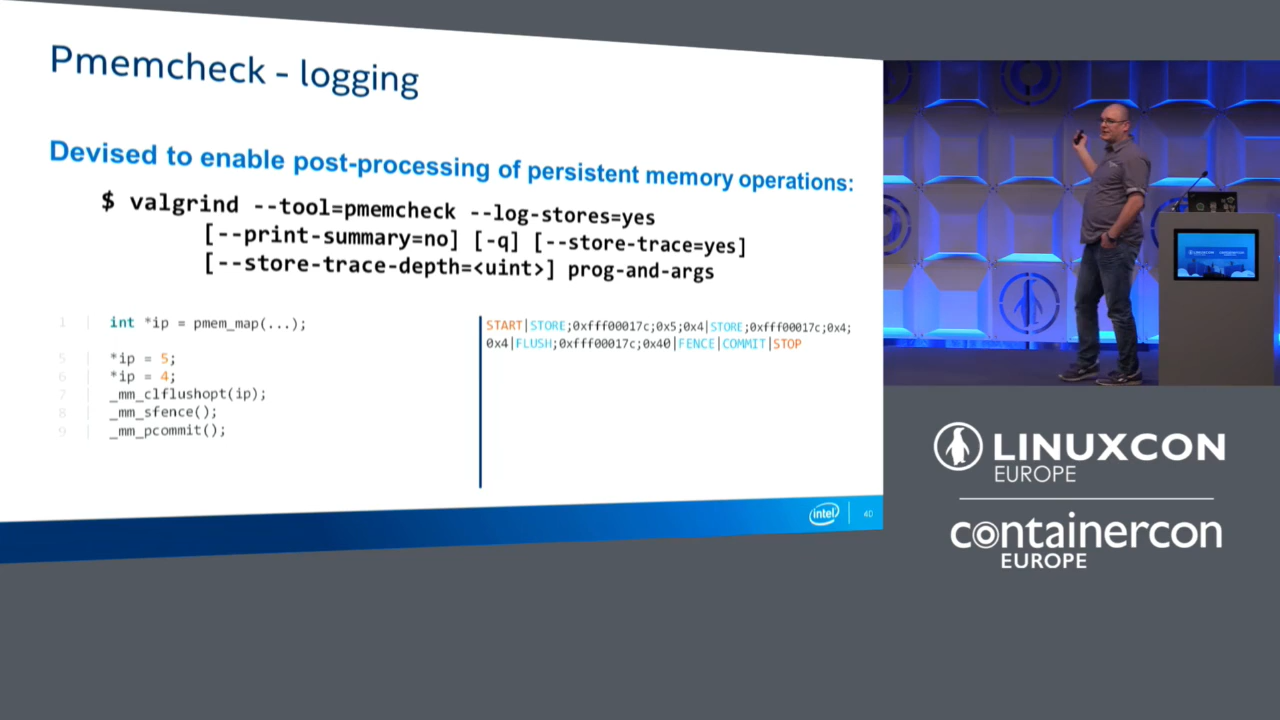 Pmemcheck - logging
Devised to enable post-processing of persistent memory operations:
$ valgrind --tool=pmemcheck --log-stores=yes
[--print-summary=no] [-q] [--store-trace=yes]
[--store-trace-depth=<uint>] prog-and-args
1 | int *ip = pmem_map(...);
5 | *ip = 5;
6 | *ip = 4;
7 | _mm_clflushopt(ip);
8 | _mm_sfence();
9 | _mm_pcommit();
START|STORE;0xfff00017c;0x5;0x4|STORE;0xfff00017c;0x4;
0x4|FLUSH;0xfff00017c;0x40|FENCE|COMMIT|STOP
intel
40
LINUXCON
EUROPE
containercon
EUROPE